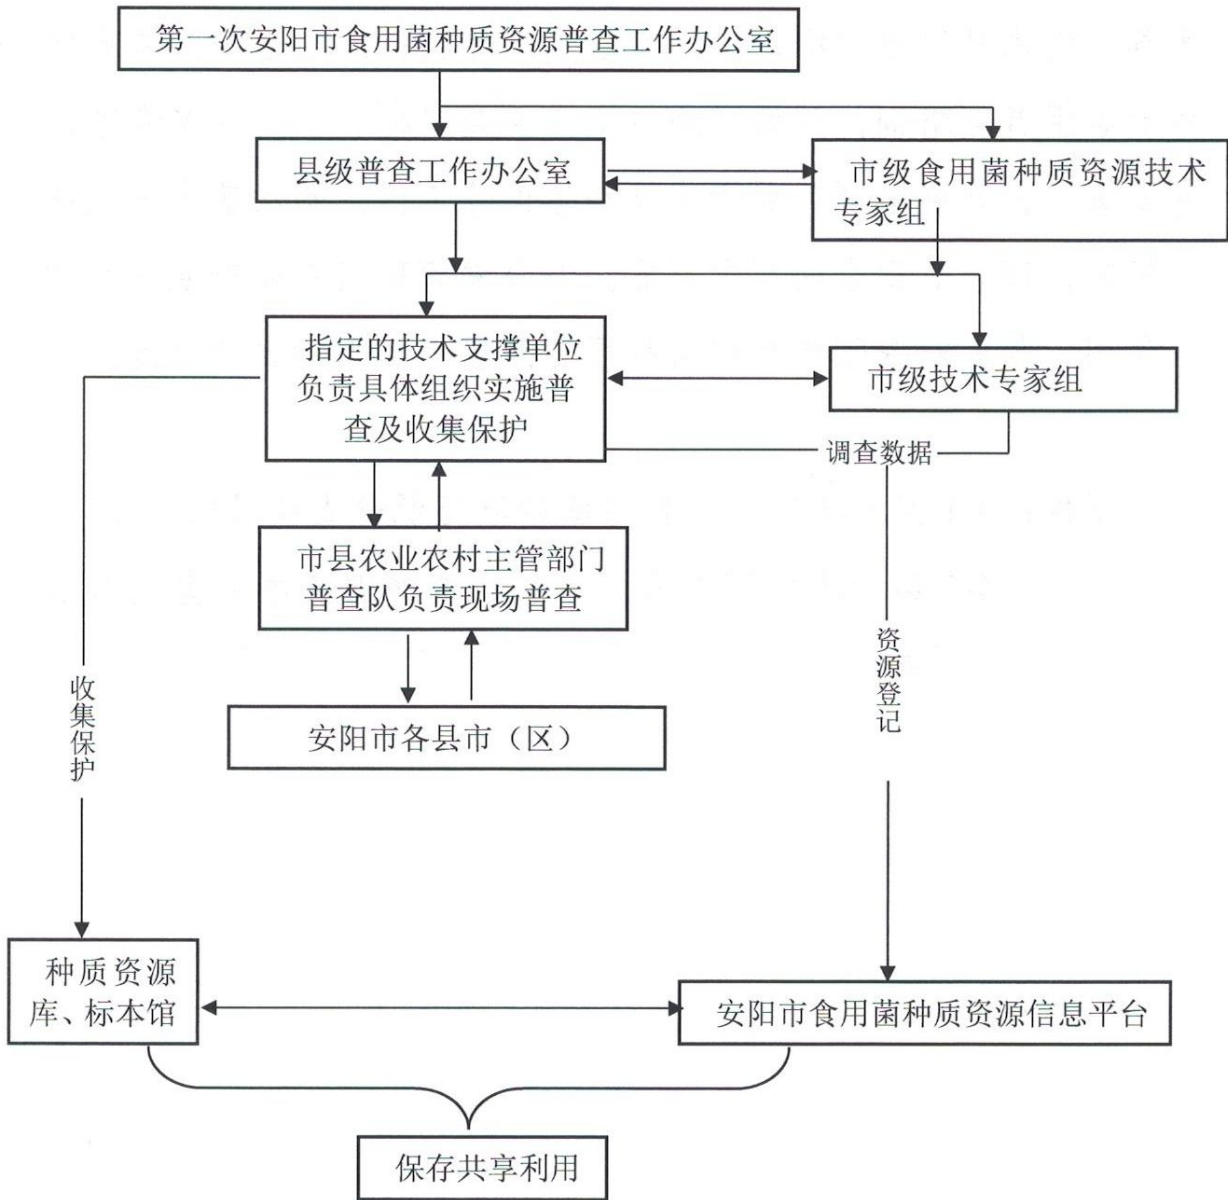 第一次安阳市食用菌种质资源普查工作办公室
县级普查工作办公室
市级食用菌种质资源技术
专家组
指定的技术支撑单位
负责具体组织实施普
查及收集保护
市级技术专家组
调查数据
市县农业农村主管部门
普查队负责现场普查
资源登记
收集保护
安阳市各县市（区）
种质资源
库、标本馆
安阳市食用菌种质资源信息平台
保存共享利用